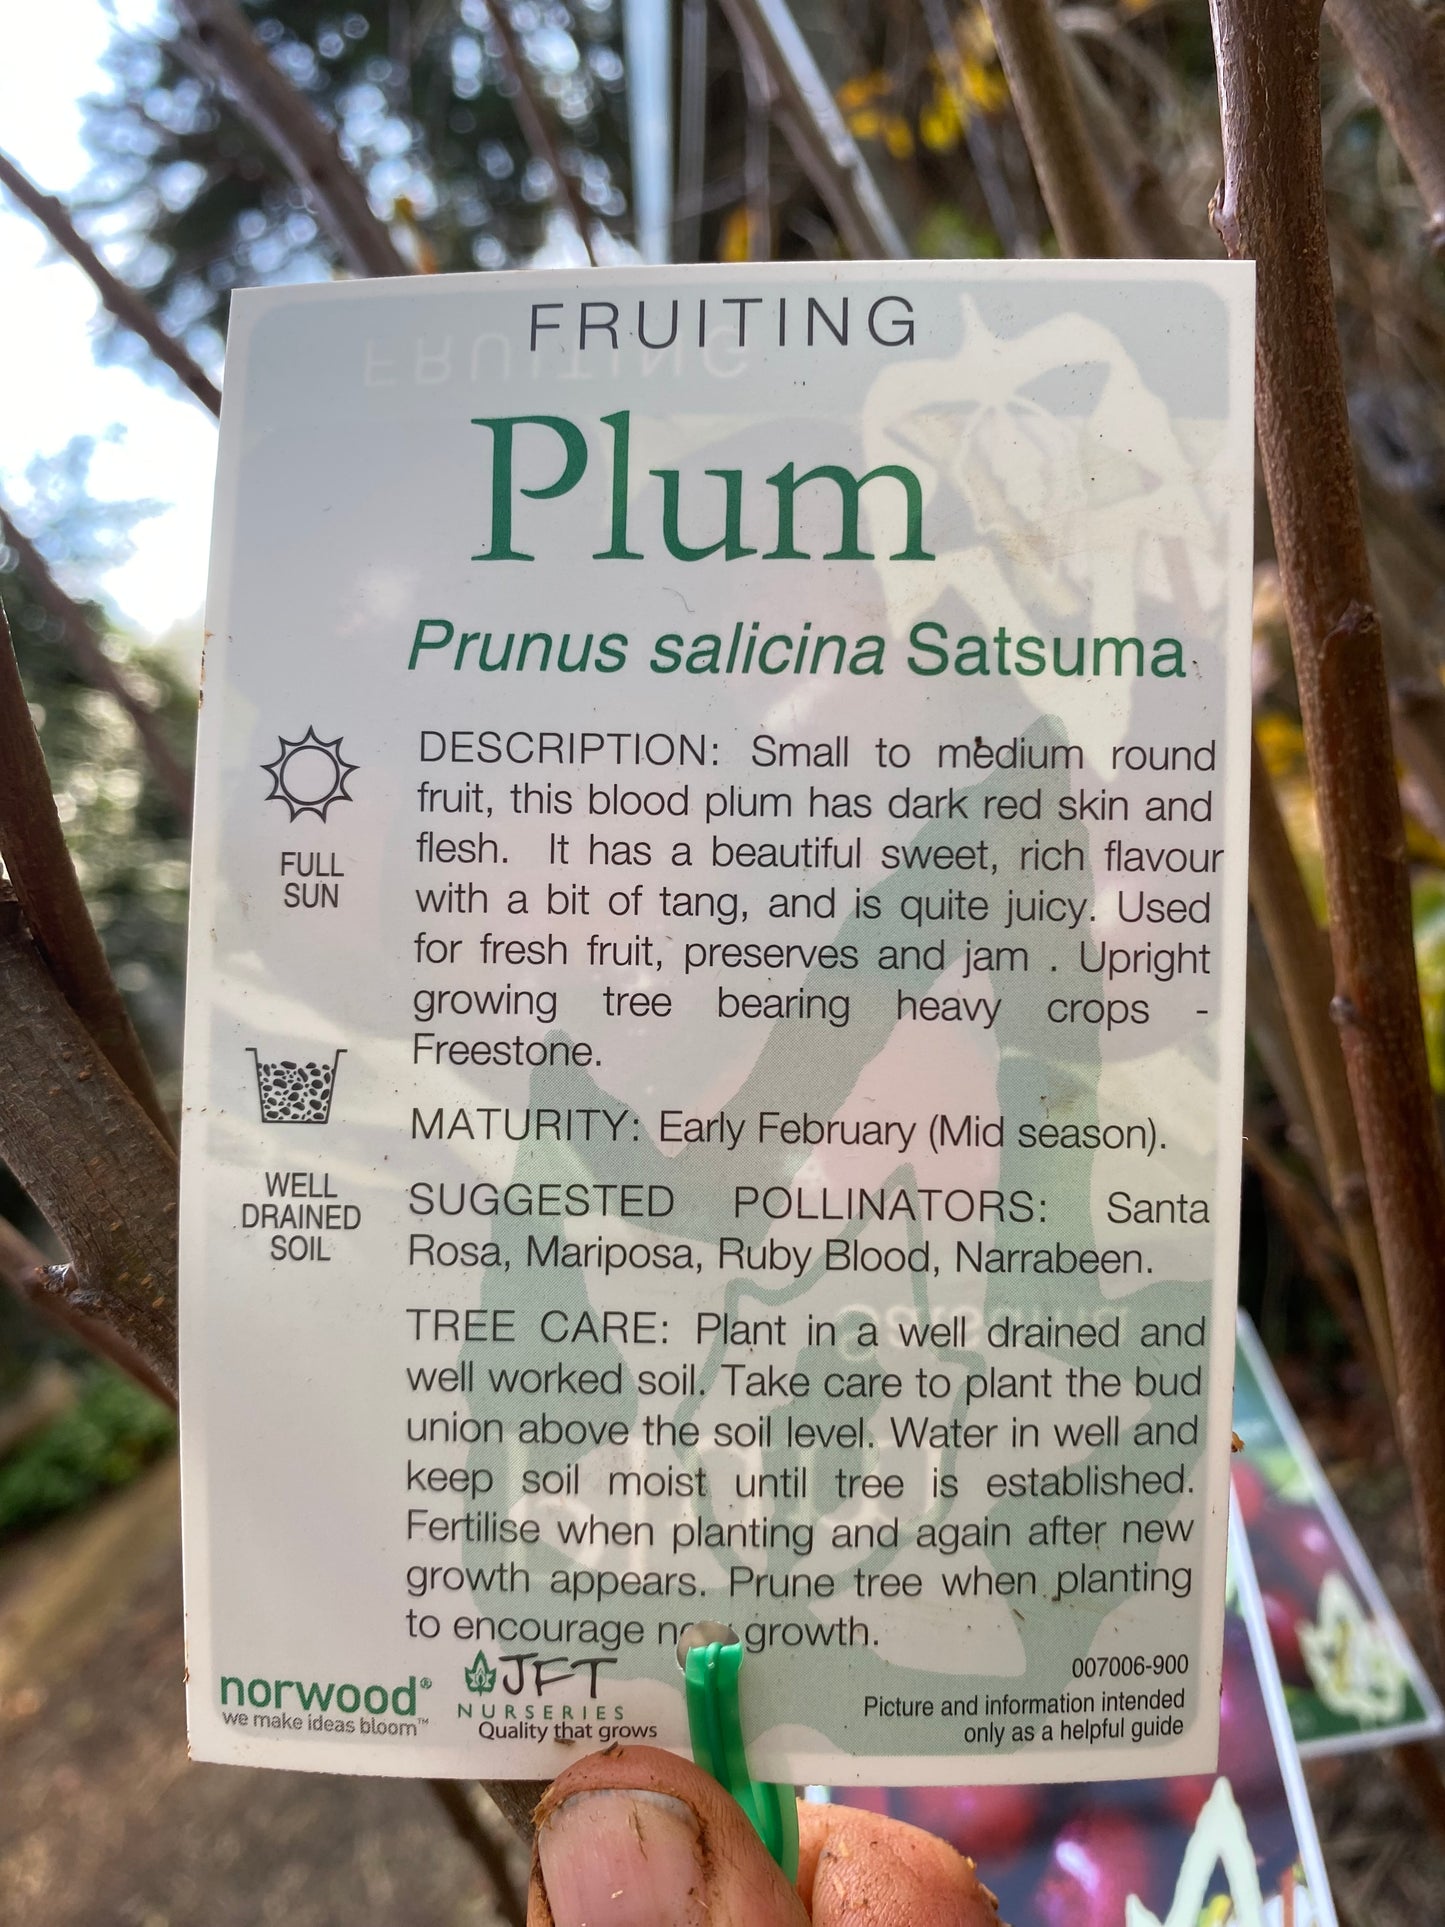 FRUITING
Plum
Prunus salicina Satsuma
FULL
SUN
DESCRIPTION: Small to medium round
fruit, this blood plum has dark red skin and
flesh. It has a beautiful sweet, rich flavour
with a bit of tang, and is quite juicy. Used
for fresh fruit, preserves and jam . Upright
growing tree bearing heavy crops -
Freestone.
WELL
DRAINED
SOIL
MATURITY: Early February (Mid season).
SUGGESTED POLLINATORS: Santa
Rosa, Mariposa, Ruby Blood, Narrabeen.
TREE CARE: Plant in a well drained and
well worked soil. Take care to plant the bud
union above the soil level. Water in well and
keep soil moist until tree is established.
Fertilise when planting and again after new
growth appears. Prune tree when planting
to encourage growth.
norwood®
we make ideas bloom™
JFT
NURSERIES
Quality that grows
007006-900
Picture and information intended
only as a helpful guide